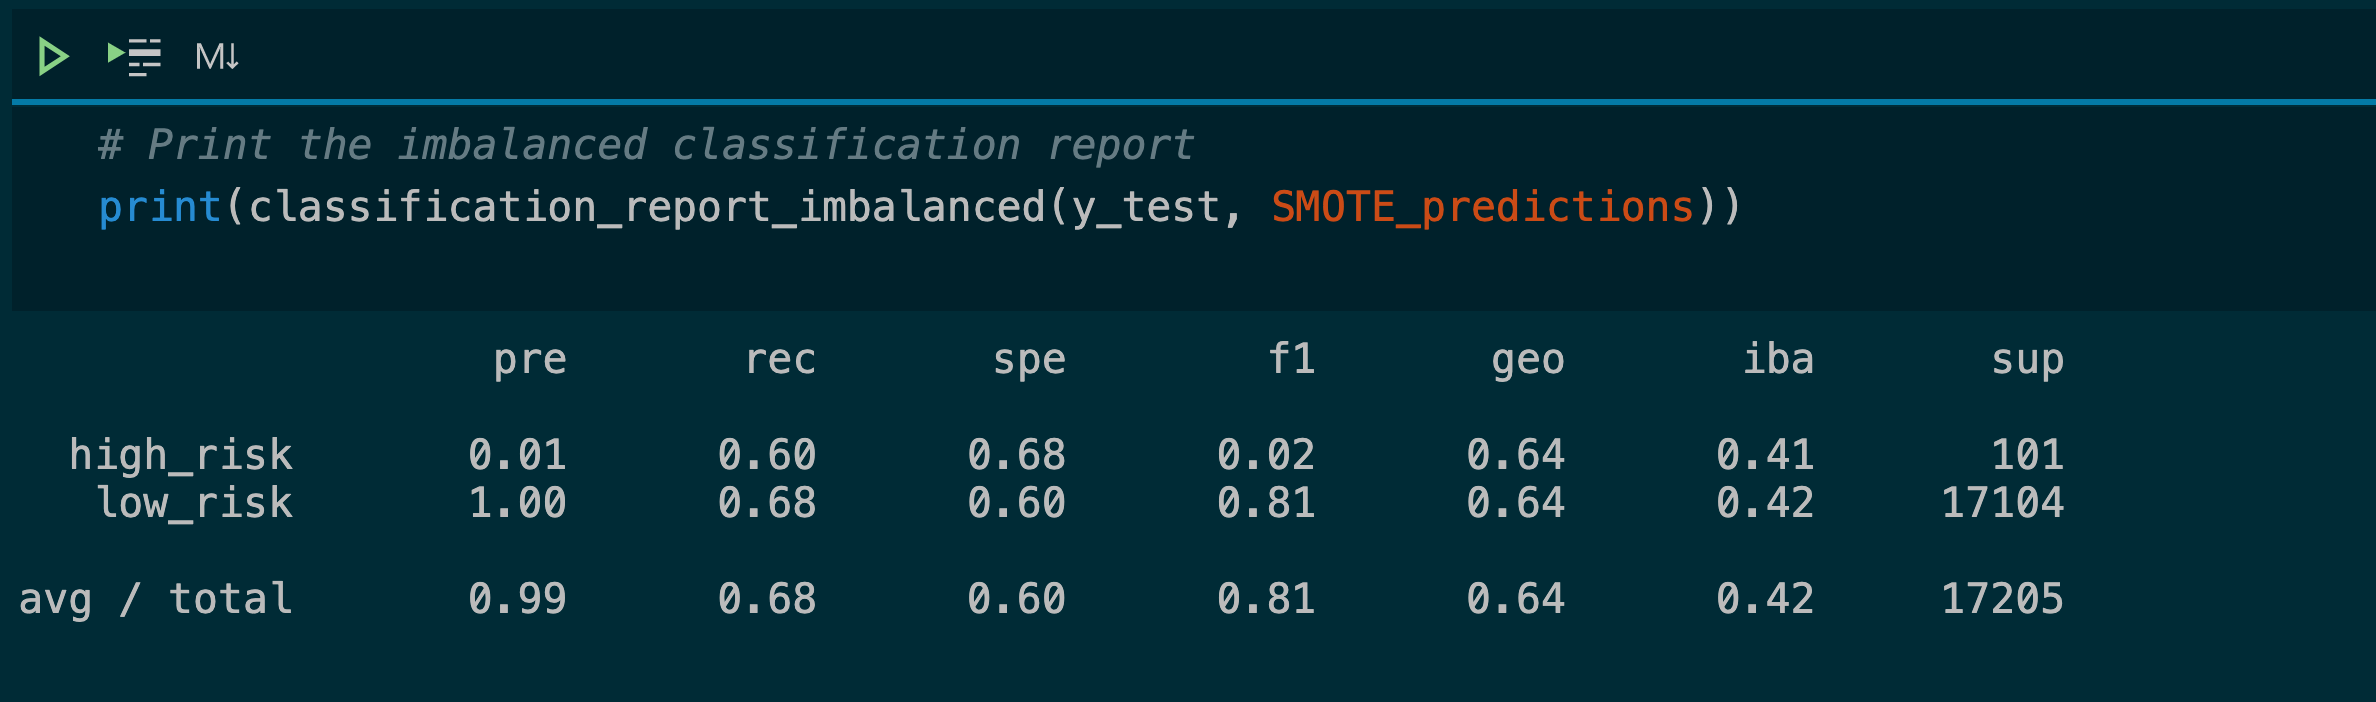 M↓
# Print the imbalanced classification report
print(classification_report_imbalanced(y_test, SMOTE_predictions))
pre rec spe f1 geo iba sup
high_risk 0.01 0.60 0.68 0.02 0.64 0.41 101
low_risk 1.00 0.68 0.60 0.81 0.64 0.42 17104
avg / total 0.99 0.68 0.60 0.81 0.64 0.42 17205